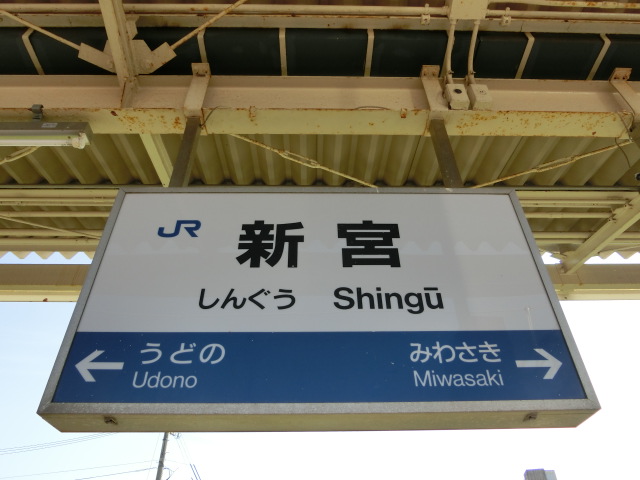 JR 新宮
しんぐう Shingū
← うどの みわさき →
Udono Miwasaki